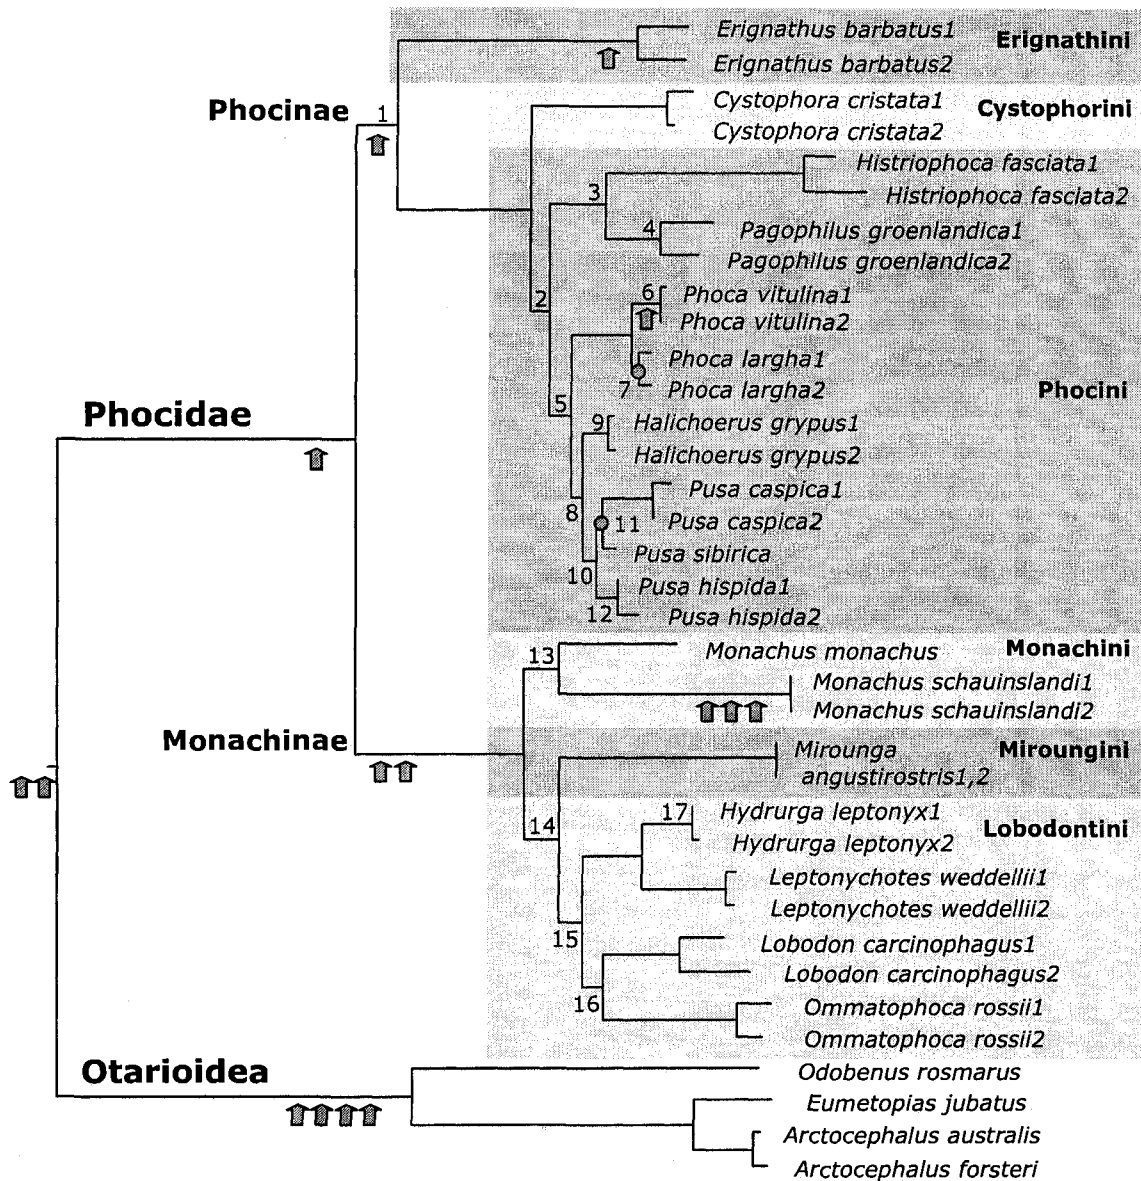 Erignathus barbatus1
Erignathini
Erignathus barbatus2
Phocinae
1
Cystophora cristata1
Cystophorini
Cystophora cristata2
Histriophoca fasciata1
3
Histriophoca fasciata2
4
Pagophilus groenlandica1
Pagophilus groenlandica2
2
6
Phoca vitulina1
Phoca vitulina2
Phoca largha1
7
Phoca largha2
Phocini
Phocidae
5
9
Halichoerus grypus1
Halichoerus grypus2
Pusa caspica1
8
11
Pusa caspica2
Pusa sibirica
10
Pusa hispida1
12
Pusa hispida2
13
Monachus monachus
Monachini
Monachus schauinslandi1
Monachus schauinslandi2
Monachinae
Mirounga
Miroungini
angustirostris1,2
17
Hydrurga leptonyx1
14
Lobodontini
Hydrurga leptonyx2
Leptonychotes weddellii1
Leptonychotes weddellii2
15
Lobodon carcinophagus1
Lobodon carcinophagus2
16
Ommatophoca rossii1
Ommatophoca rossii2
Otarioidea
Odobenus rosmarus
Eumetopias jubatus
Arctocephalus australis
Arctocephalus forsteri